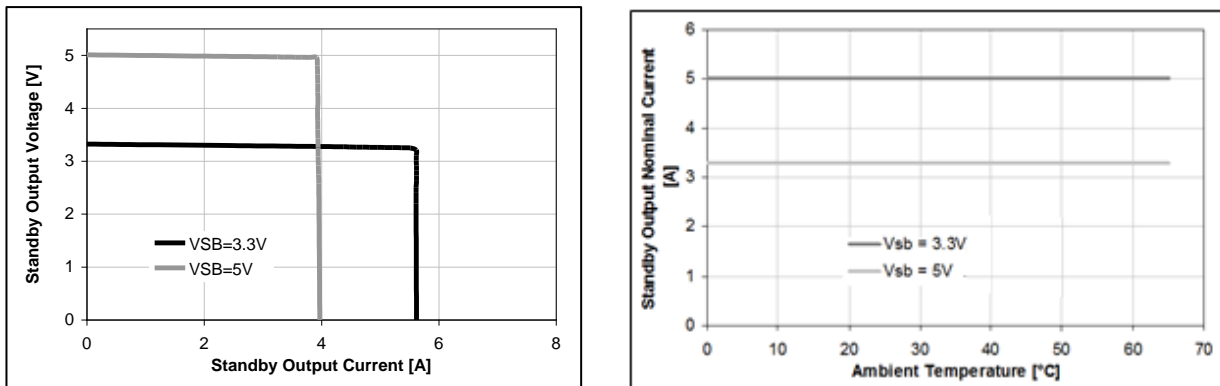 Standby Output Voltage [V]
5
4
3
2
1
0
VSB=3.3V
VSB=5V
0
2
4
6
8
Standby Output Current [A]
Standby Output Nominal Current
[A]
6
5
4
3
2
1
0
Vsb = 3.3V
Vsb = 5V
0
10
20
30
40
50
60
70
Ambient Temperature [°C]